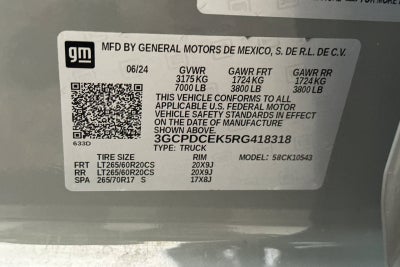 gm
MFD BY GENERAL MOTORS DE MEXICO, S. DE R.L. DE C.V.
06/24 GVWR GAWR FRT GAWR RR
3175 KG 1724 KG 1724 KG
7000 LB 3800 LB 3800 LB
THIS VEHICLE CONFORMS TO ALL
APPLICABLE U.S. FEDERAL MOTOR
VEHICLE SAFETY STANDARDS IN EFFECT
ON THE DATE OF MANUFACTURE SHOWN ABOVE.
3GCPDCEK5RG418318
633D TYPE: TRUCK MODEL: 58CK10543
TIRE SIZE RIM
FRT LT265/60R20CS 20X9J
RR LT265/60R20CS 20X9J
SPA 265/70R17 S 17X8J